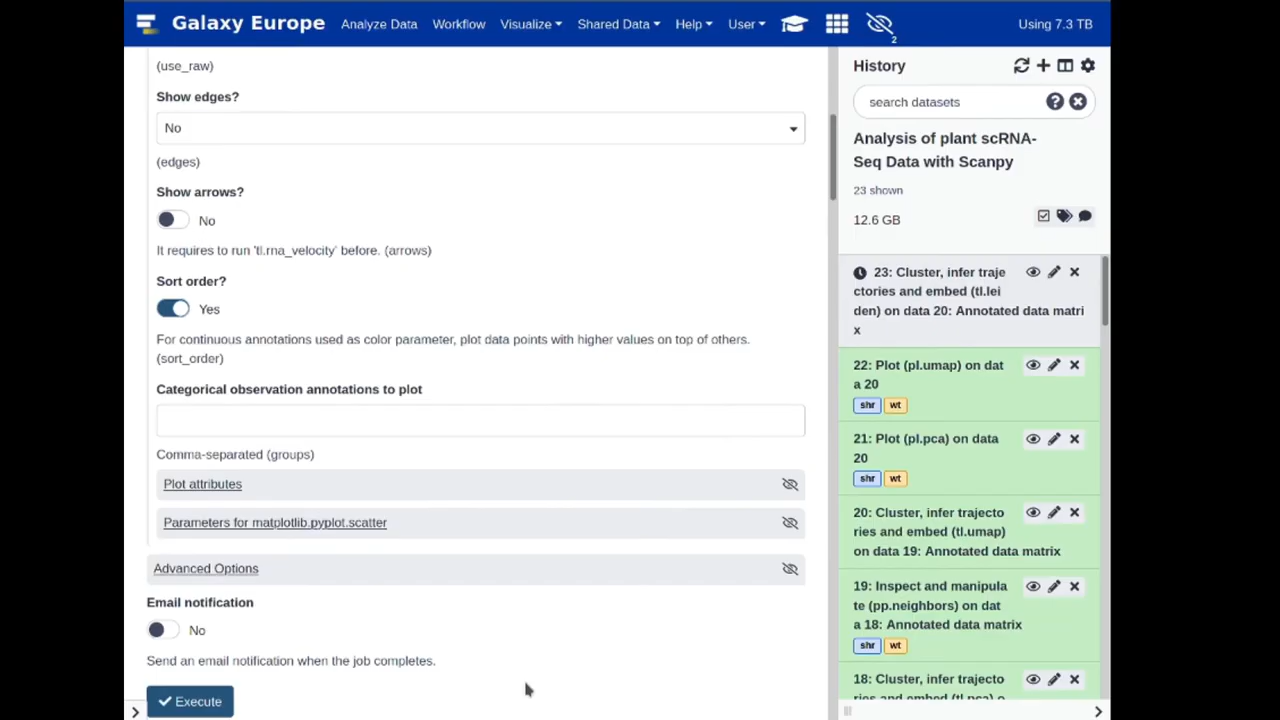 Galaxy Europe
Analyze Data
Workflow
Visualize
Shared Data
Help
User
2
Using 7.3 TB
(use_raw)
Show edges?
No
(edges)
Show arrows?
No
It requires to run 'tl.rna_velocity' before. (arrows)
Sort order?
Yes
For continuous annotations used as color parameter, plot data points with higher values on top of others.
(sort_order)
Categorical observation annotations to plot
Comma-separated (groups)
Plot attributes
Parameters for matplotlib.pyplot.scatter
Advanced Options
Email notification
No
Send an email notification when the job completes.
Execute
History
search datasets
Analysis of plant scRNA-
Seq Data with Scanpy
23 shown
12.6 GB
23: Cluster, infer traje
ctories and embed (tl.lei
den) on data 20: Annotated data matri
x
22: Plot (pl.umap) on dat
a 20
shr wt
21: Plot (pl.pca) on data
20
shr wt
20: Cluster, infer trajecto
ries and embed (tl.umap)
on data 19: Annotated data matrix
19: Inspect and manipula
te (pp.neighbors) on dat
a 18: Annotated data matrix
shr wt
18: Cluster, infer trajecto
ries and embed (tl.pca) o